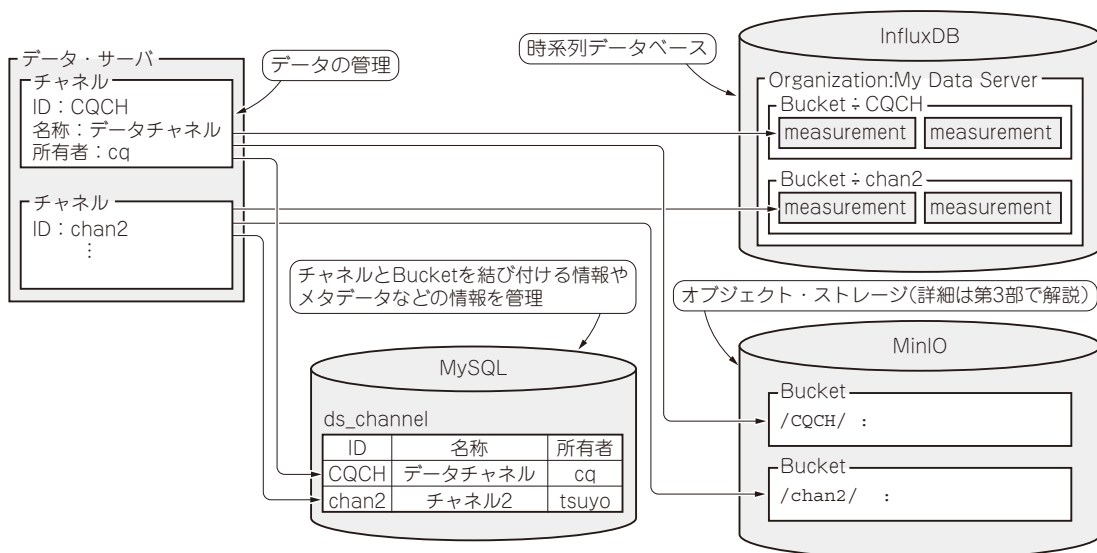 データ・サーバ
チャネル
ID：CQCH
名称：データチャネル
所有者：cq
チャネル
ID：chan2
⋮
データの管理
時系列データベース
InfluxDB
Organization:My Data Server
Bucket：CQCH
measurement measurement
Bucket：chan2
measurement measurement
チャネルとBucketを結び付ける情報や
メタデータなどの情報を管理
MySQL
ds_channel
ID 名称 所有者
CQCH データチャネル cq
chan2 チャネル2 tsuyo
オブジェクト・ストレージ(詳細は第3部で解説)
MinIO
Bucket
/CQCH/ :
Bucket
/chan2/ :